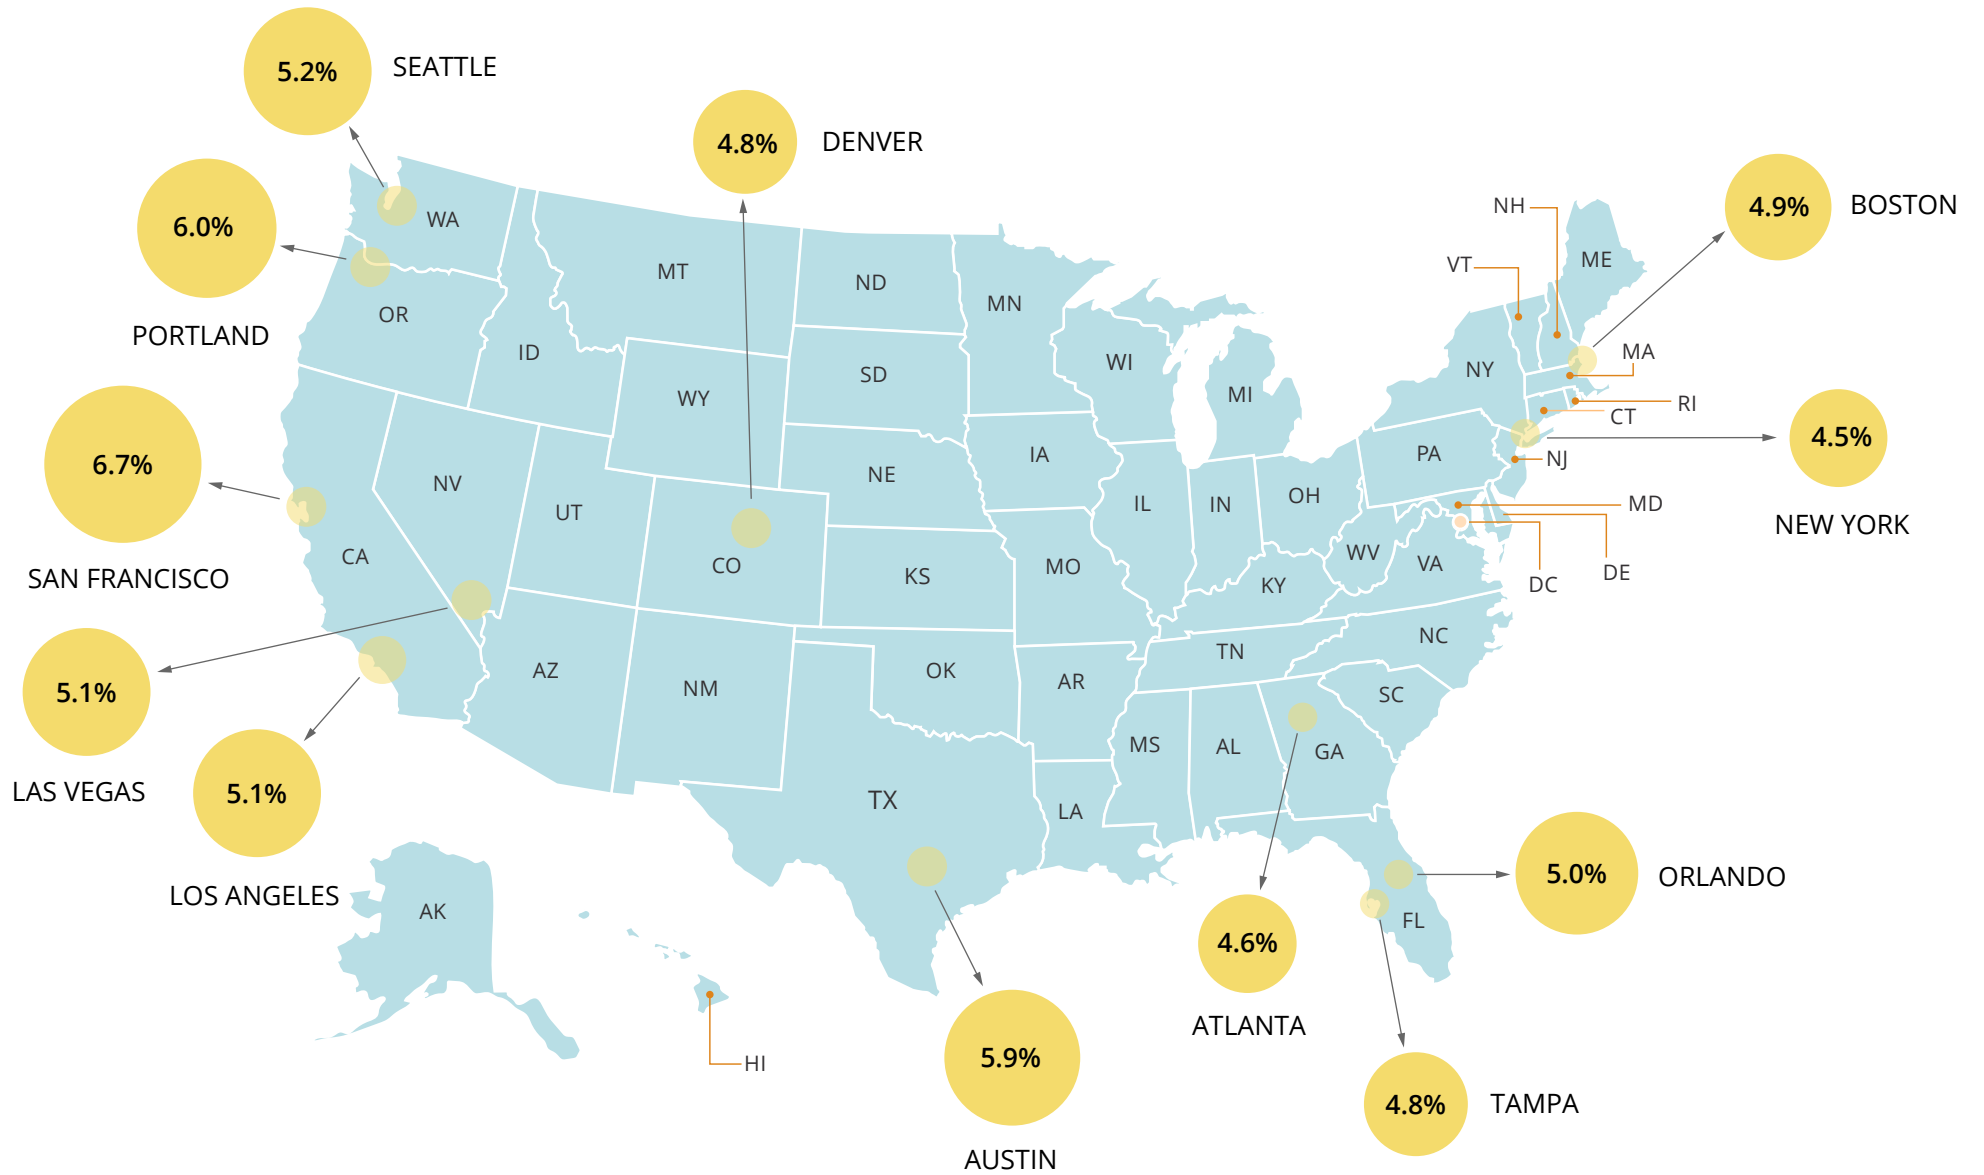 5.2%
SEATTLE
4.8%
DENVER
6.0%
PORTLAND
4.9%
BOSTON
6.7%
SAN FRANCISCO
4.5%
NEW YORK
5.1%
LAS VEGAS
5.1%
LOS ANGELES
5.9%
AUSTIN
4.6%
ATLANTA
5.0%
ORLANDO
4.8%
TAMPA
WA
OR
ID
MT
ND
MN
WI
MI
NY
VT
NH
ME
MA
RI
CT
NJ
PA
MD
DE
DC
SD
WY
NE
IA
IL
IN
OH
WV
VA
NV
UT
CO
KS
MO
KY
CA
AZ
NM
OK
AR
TN
NC
SC
MS
AL
GA
TX
LA
FL
AK
HI